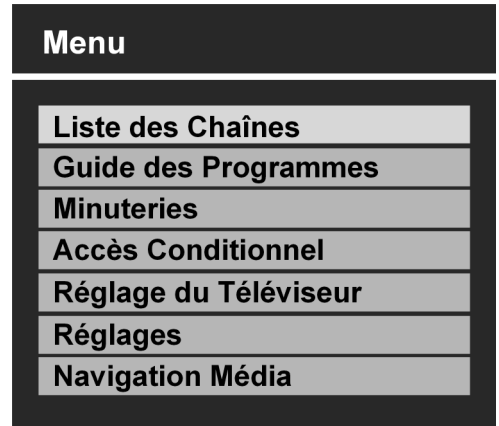 Menu
Liste des Chaînes
Guide des Programmes
Minuteries
Accès Conditionnel
Réglage du Téléviseur
Réglages
Navigation Média